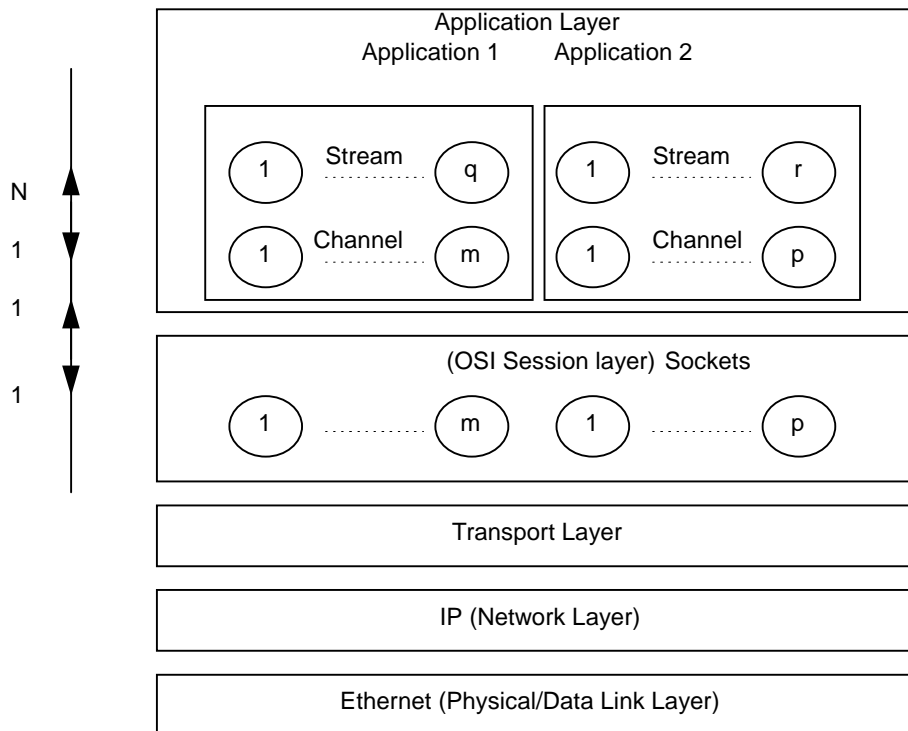 Application Layer
Application 1 Application 2
1 Stream q 1 Stream r
N
1 Channel m 1 Channel p
1
1
(OSI Session layer) Sockets
1
1 m 1 p
Transport Layer
IP (Network Layer)
Ethernet (Physical/Data Link Layer)